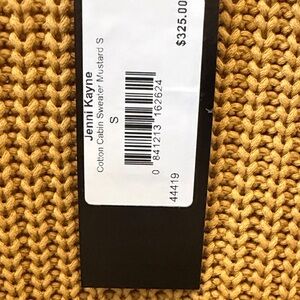 Jenni Kayne
Cotton Cabin Sweater Mustard S
S
0 841213 162624
44419
$325.00